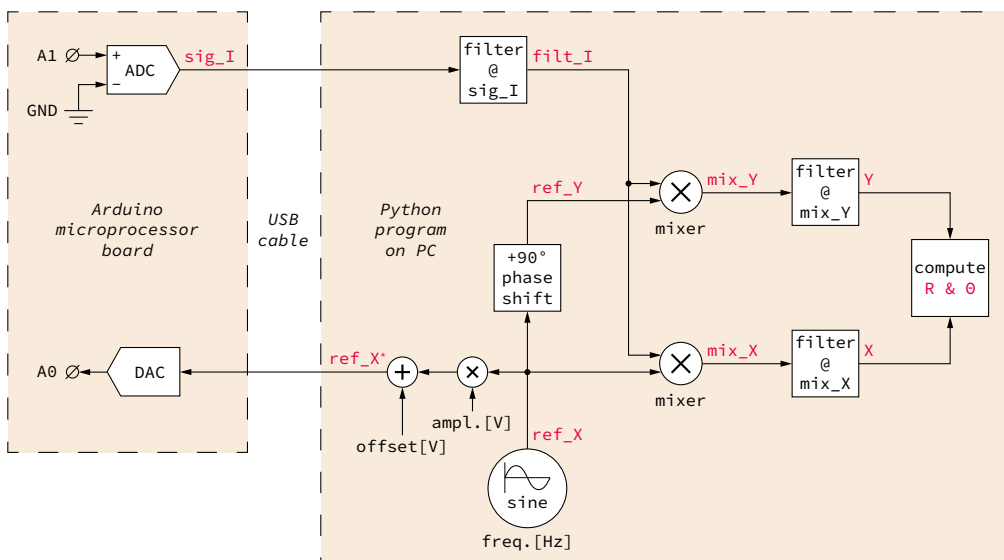 A1
+
−
ADC
GND
sig_I
filter
@
sig_I
filt_I
Arduino
microprocessor
board
USB
cable
Python
program
on PC
ref_Y
+90°
phase
shift
mixer
mix_Y
filter
@
mix_Y
Y
compute
R & Θ
A0
DAC
ref_X*
+
×
ampl.[V]
offset[V]
ref_X
sine
freq.[Hz]
mixer
mix_X
filter
@
mix_X
X